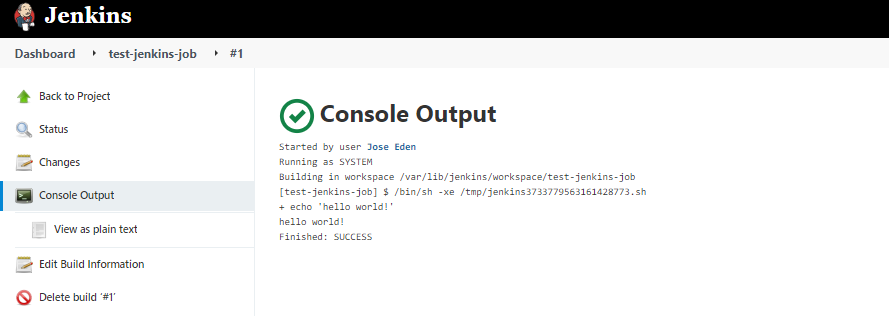 Jenkins
Dashboard
test-jenkins-job
#1
Back to Project
Status
Changes
Console Output
View as plain text
Edit Build Information
Delete build '#1'
Console Output
Started by user Jose Eden
Running as SYSTEM
Building in workspace /var/lib/jenkins/workspace/test-jenkins-job
[test-jenkins-job] $ /bin/sh -xe /tmp/jenkins3733779563161428773.sh
+ echo 'hello world!'
hello world!
Finished: SUCCESS